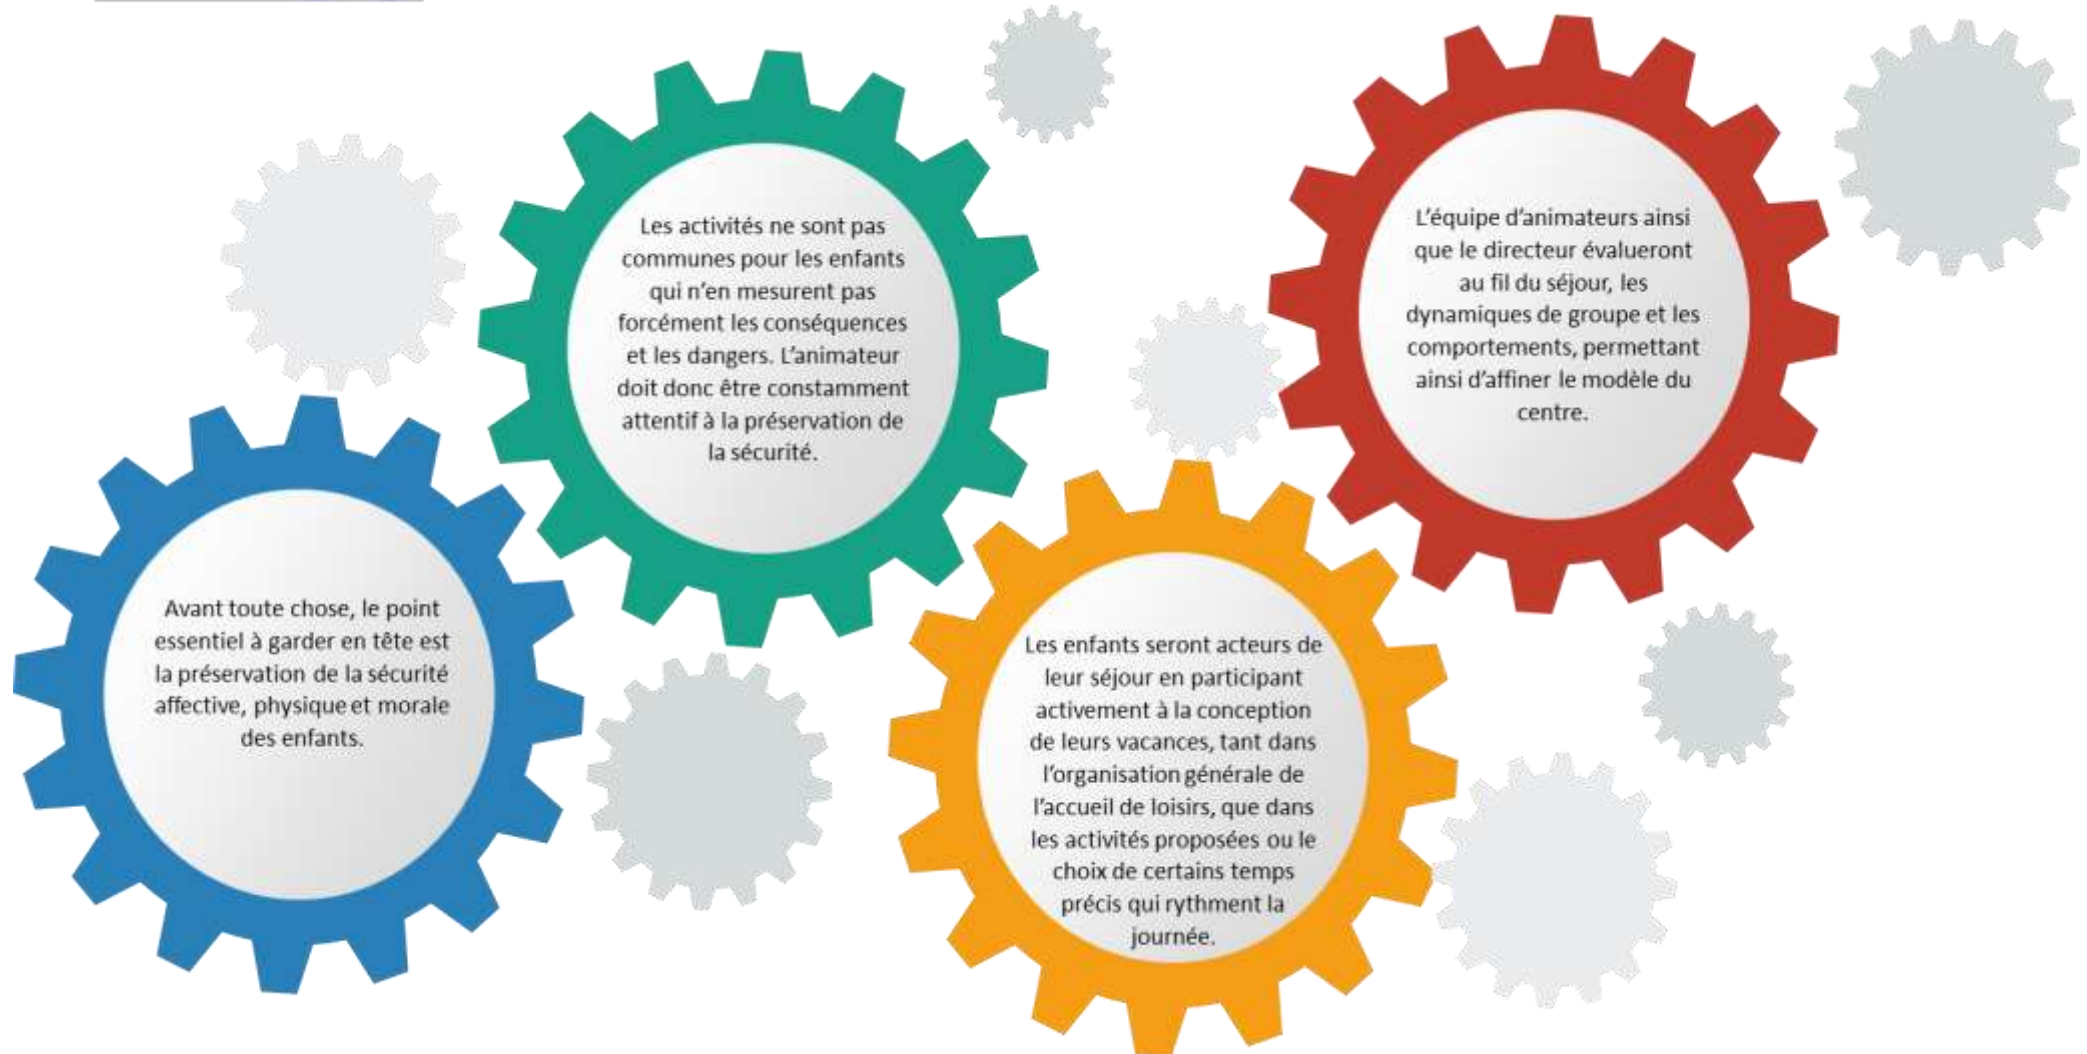 Avant toute chose, le point
essentiel à garder en tête est
la préservation de la sécurité
affective, physique et morale
des enfants.
Les activités ne sont pas
communes pour les enfants
qui n’en mesurent pas
forcément les conséquences
et les dangers. L’animateur
doit donc être constamment
attentif à la préservation de
la sécurité.
Les enfants seront acteurs de
leur séjour en participant
activement à la conception
de leurs vacances, tant dans
l’organisation générale de
l’accueil de loisirs, que dans
les activités proposées ou le
choix de certains temps
précis qui rythment la
journée.
L’équipe d’animateurs ainsi
que le directeur évalueront
au fil du séjour, les
dynamiques de groupe et les
comportements, permettant
ainsi d’affiner le modèle du
centre.